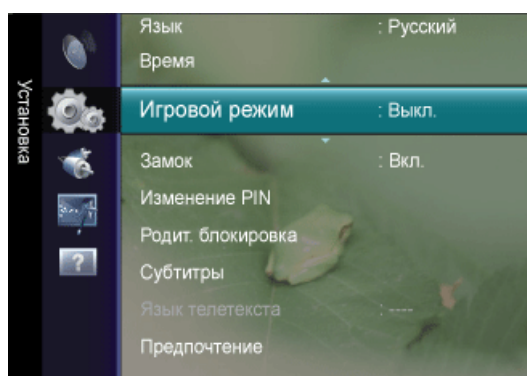 Установка
Язык : Русский
Время
Игровой режим : Выкл.
Замок : Вкл.
Изменение PIN
Родит. блокировка
Субтитры
Язык телетекста : ----
Предпочтение
?